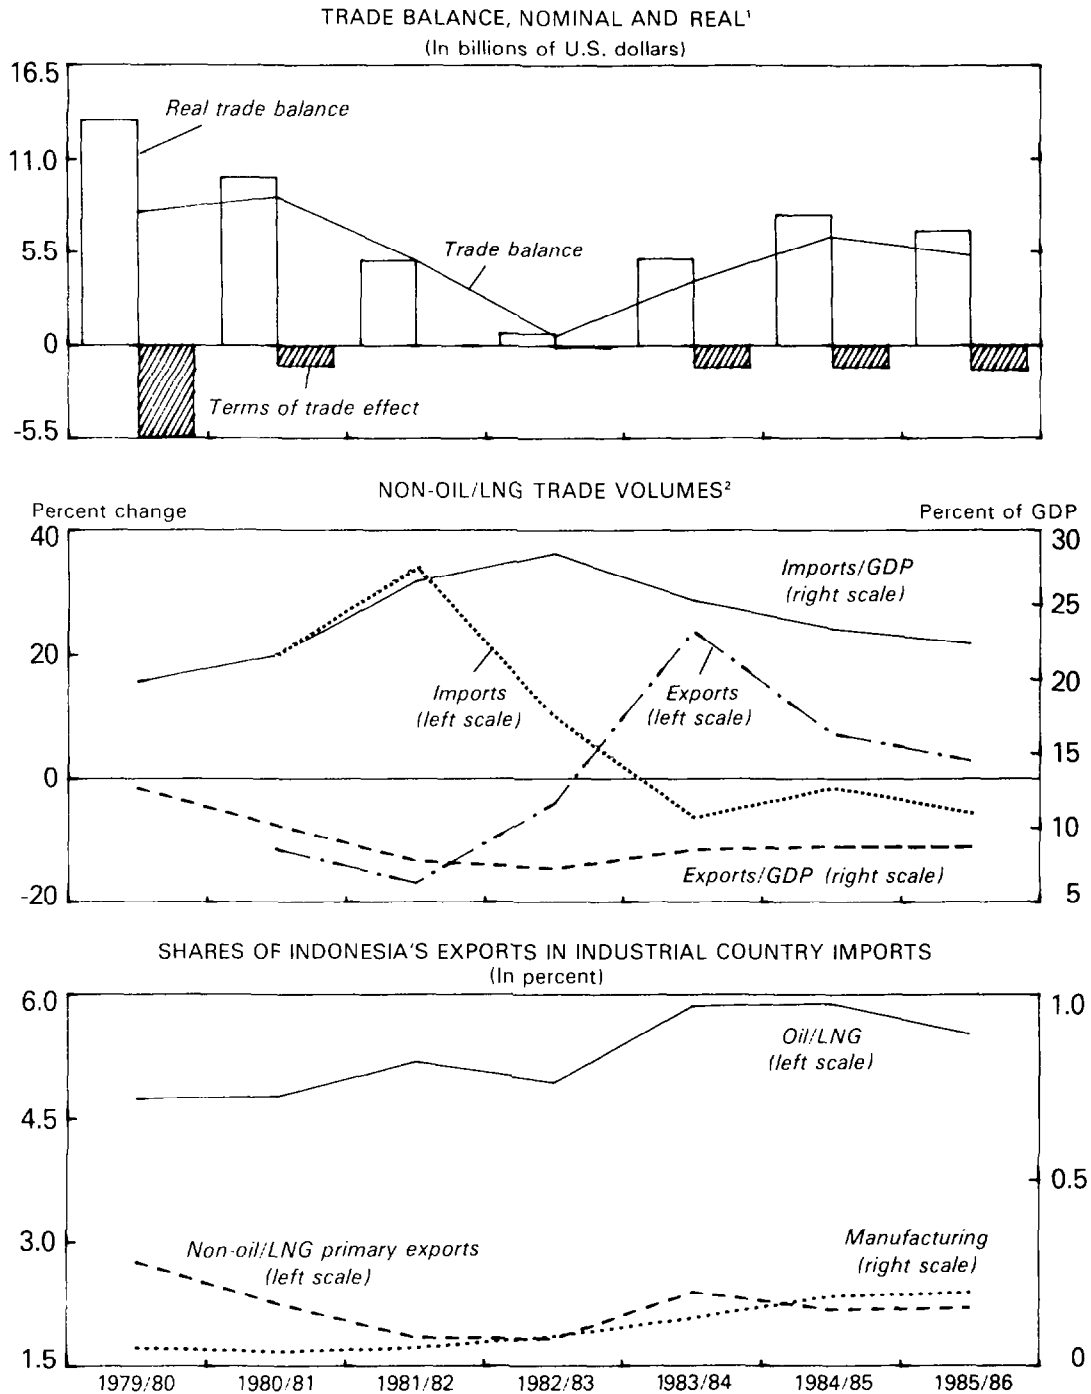 TRADE BALANCE, NOMINAL AND REAL¹
(In billions of U.S. dollars)
16.5
Real trade balance
11.0
5.5
Trade balance
0
Terms of trade effect
-5.5
NON-OIL/LNG TRADE VOLUMES²
Percent change
Percent of GDP
40
30
Imports/GDP
(right scale)
25
20
20
Imports
(left scale)
Exports
(left scale)
15
0
10
Exports/GDP (right scale)
-20
5
SHARES OF INDONESIA'S EXPORTS IN INDUSTRIAL COUNTRY IMPORTS
(In percent)
6.0
1.0
Oil/LNG
(left scale)
4.5
0.5
3.0
Non-oil/LNG primary exports
(left scale)
Manufacturing
(right scale)
1.5
0
1979/80 1980/81 1981/82 1982/83 1983/84 1984/85 1985/86